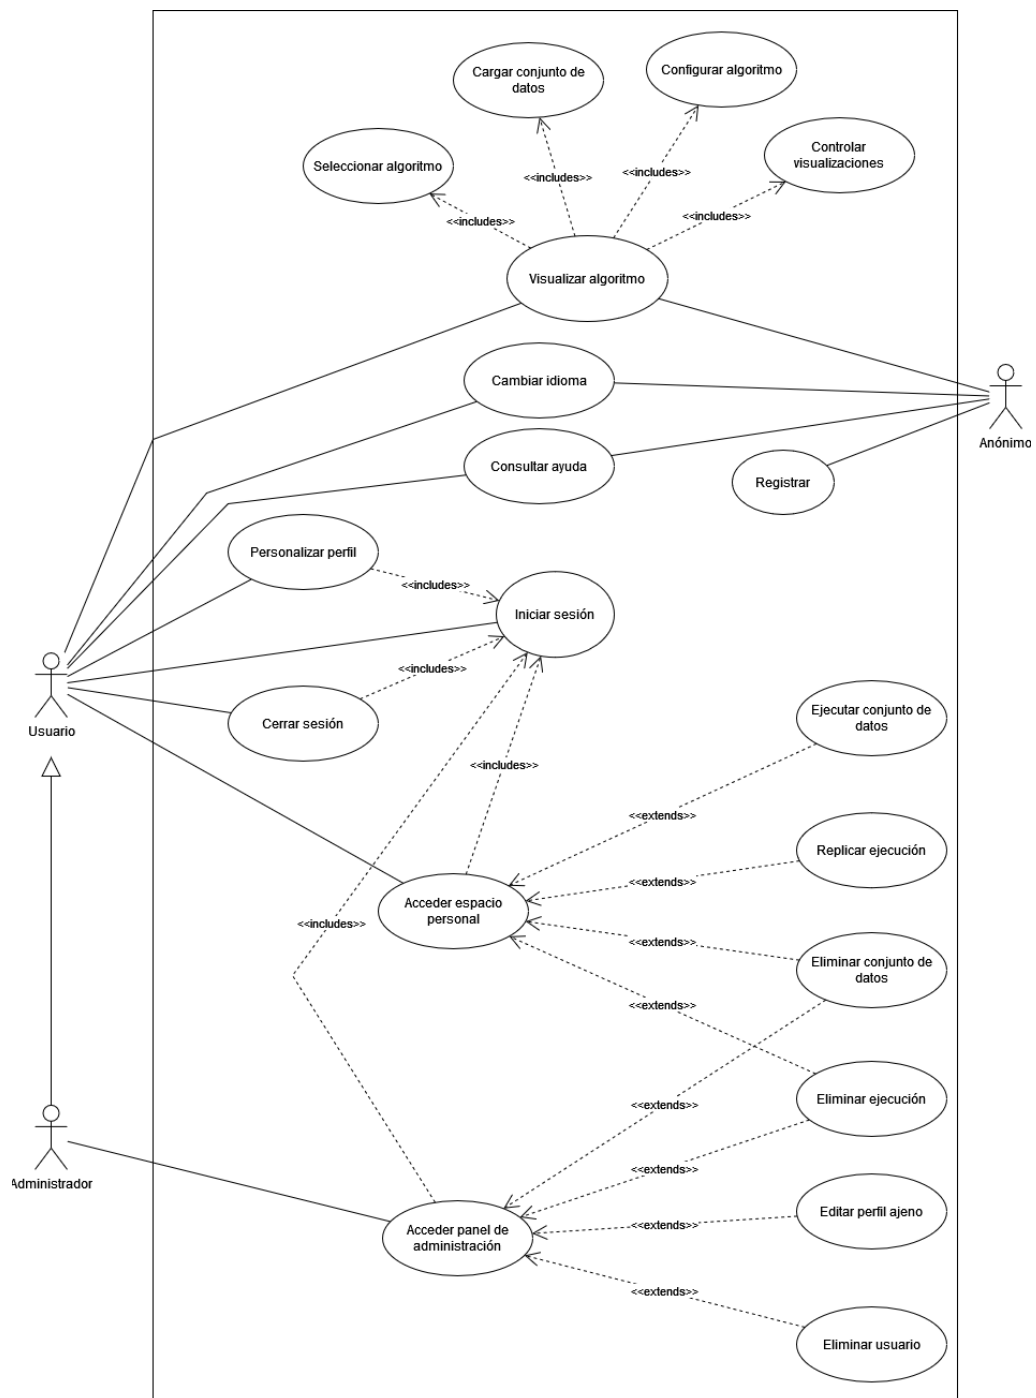 Cargar conjunto de
datos
Configurar algoritmo
Controlar
visualizaciones
Seleccionar algoritmo
<<includes>>
<<includes>>
<<includes>>
<<includes>>
Visualizar algoritmo
Cambiar idioma
Anónimo
Consultar ayuda
Registrar
Personalizar perfil
<<includes>>
Iniciar sesión
<<includes>>
Usuario
Cerrar sesión
Ejecutar conjunto de
datos
<<includes>>
<<extends>>
Replicar ejecución
<<extends>>
Acceder espacio
personal
<<includes>>
<<extends>>
Eliminar conjunto de
datos
<<extends>>
Eliminar ejecución
<<extends>>
<<extends>>
Administrador
Editar perfil ajeno
Acceder panel de
administración
<<extends>>
<<extends>>
Eliminar usuario